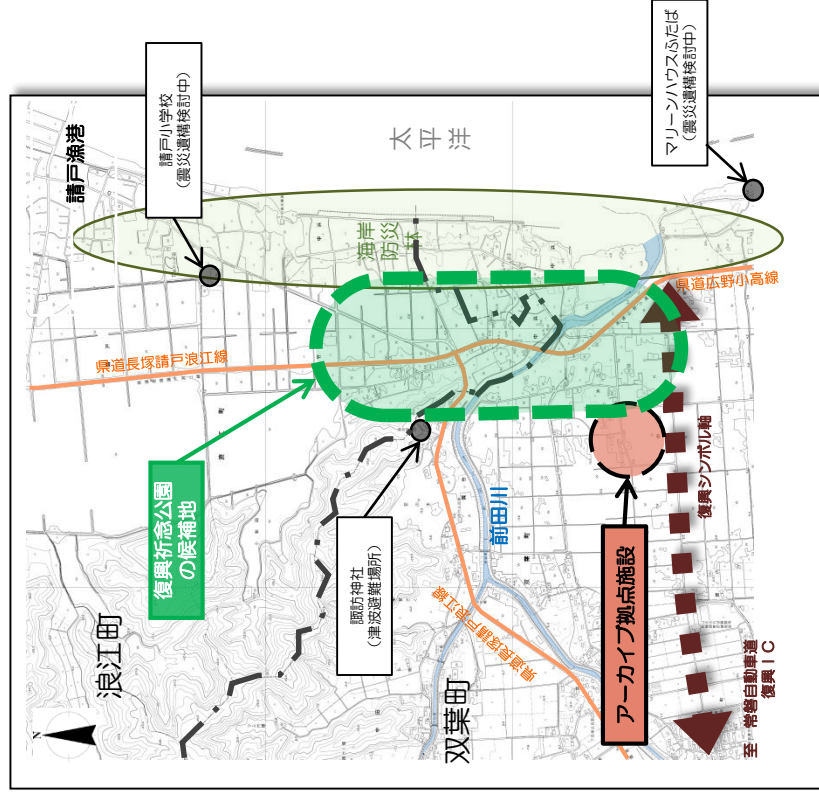 請戸漁港
請戸小学校
(震災遺構検討中)
マリーンハウスふたば
(震災遺構検討中)
太平洋
海岸
防災
林
県道広野小高線
県道長塚請戸浪江線
復興祈念公園
の候補地
諏訪神社
(津波避難場所)
前田川
県道長塚請戸浪江線
アーカイブ拠点施設
復興シンボル軸
至 常磐自動車道
復興IC
浪江町
双葉町
N